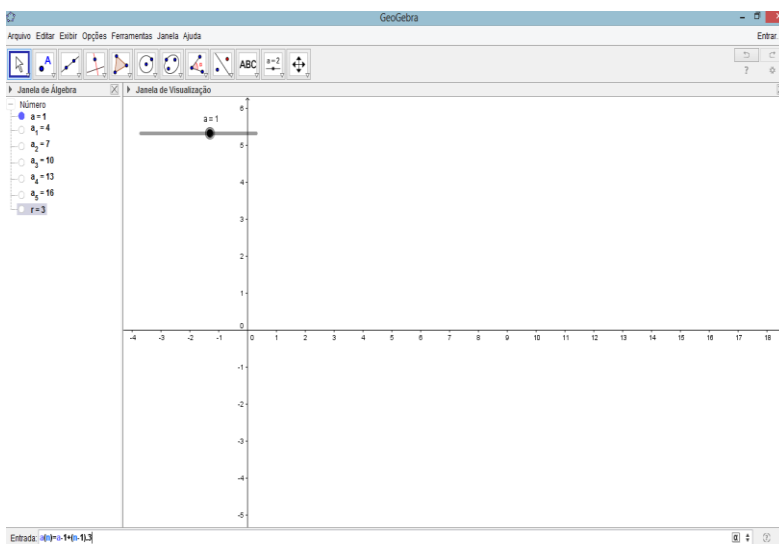 GeoGebra
Arquivo Editar Exibir Opções Ferramentas Janela Ajuda Entrar.
A ABC a=2
?
Janela de Álgebra Janela de Visualização
Número
a = 1
a₁ = 4
a₂ = 7
a₃ = 10
a₄ = 13
a₅ = 16
r = 3
a = 1
6
5
4
3
2
1
0
-4 -3 -2 -1 0 1 2 3 4 5 6 7 8 9 10 11 12 13 14 15 16 17 18
-1
-2
-3
-4
-5
Entrada: a(n)=a-1+(n-1).3 α ?